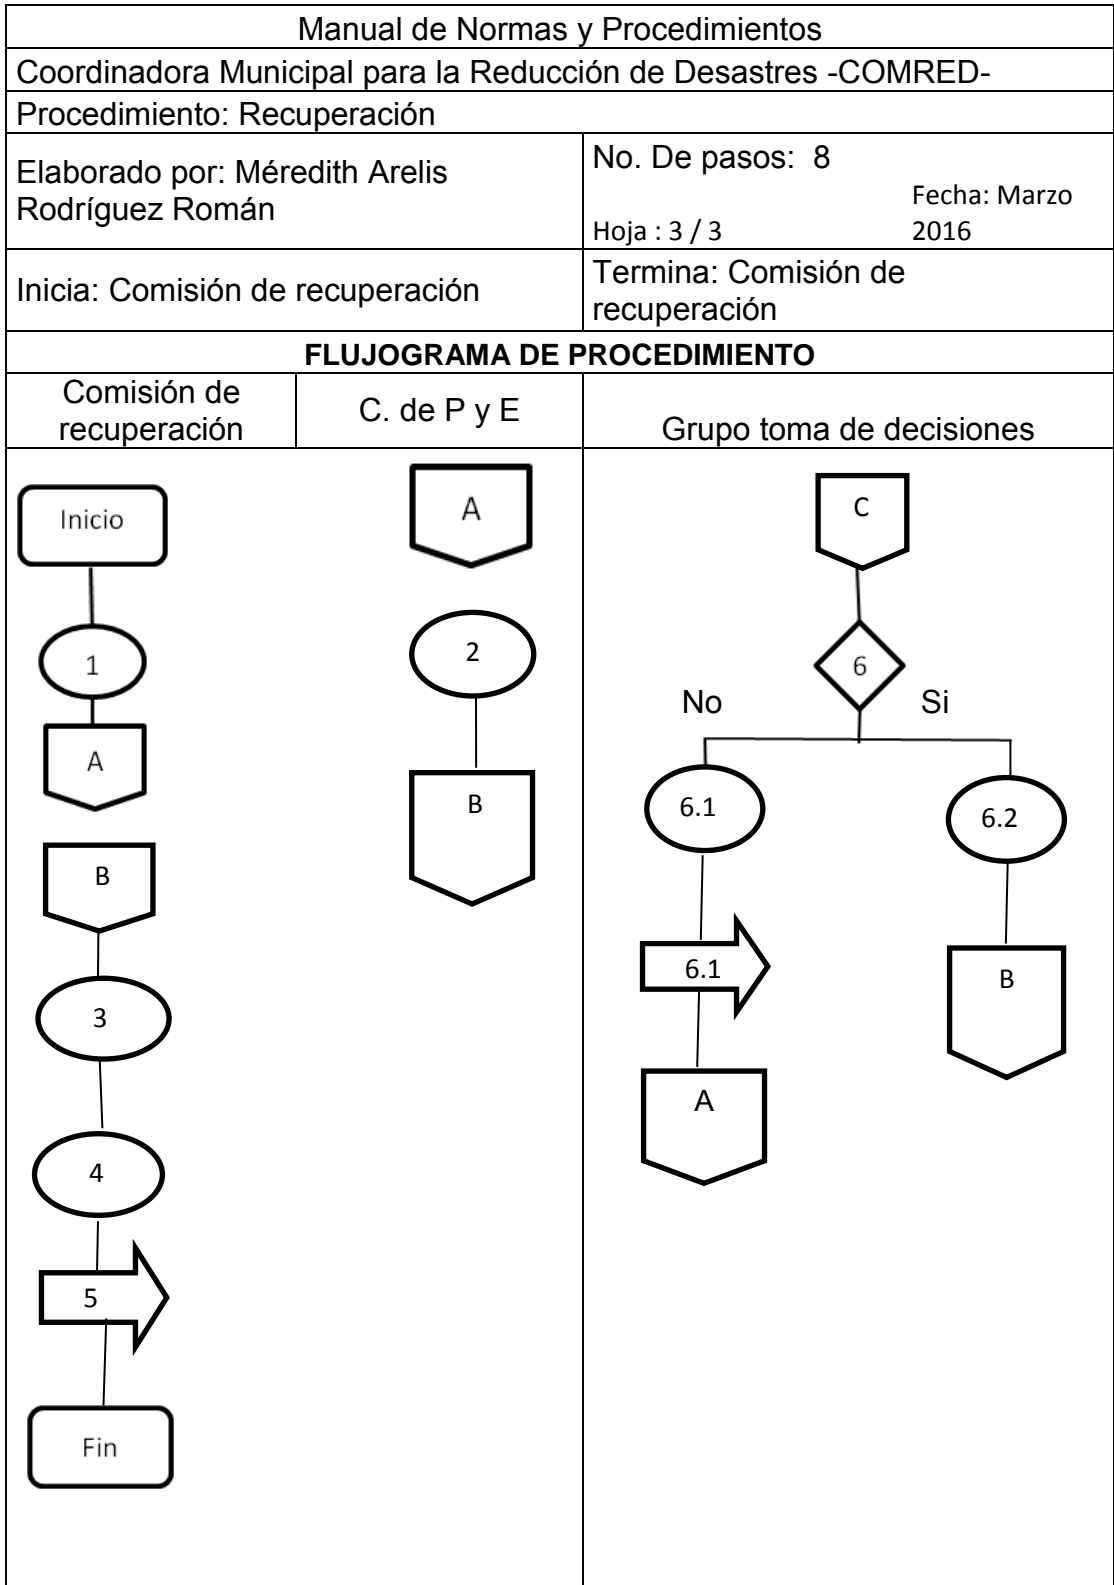 Manual de Normas y Procedimientos
Coordinadora Municipal para la Reducción de Desastres -COMRED-
Procedimiento: Recuperación
Elaborado por: Méredith Arelis
Rodríguez Román
No. De pasos: 8
Hoja : 3 / 3
Fecha: Marzo
2016
Inicia: Comisión de recuperación
Termina: Comisión de
recuperación
FLUJOGRAMA DE PROCEDIMIENTO
Comisión de
recuperación
C. de P y E
Grupo toma de decisiones
Inicio
1
A
B
3
4
5
Fin
A
2
B
C
6
No
Si
6.1
6.2
6.1
B
A